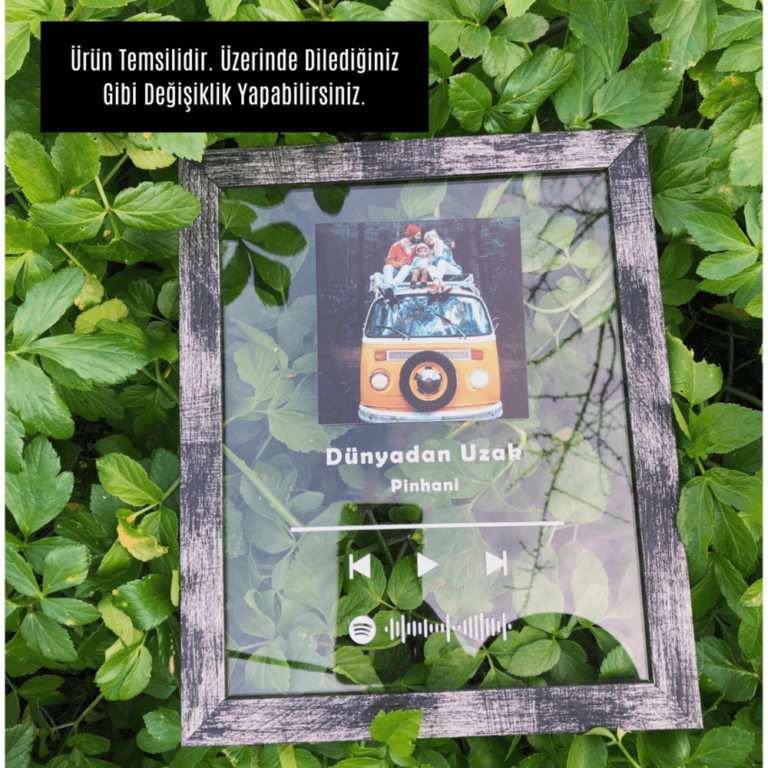 Ürün Temsilidir. Üzerinde Dilediğiniz
Gibi Değişiklik Yapabilirsiniz.
Dünyadan Uzak
Pinhani